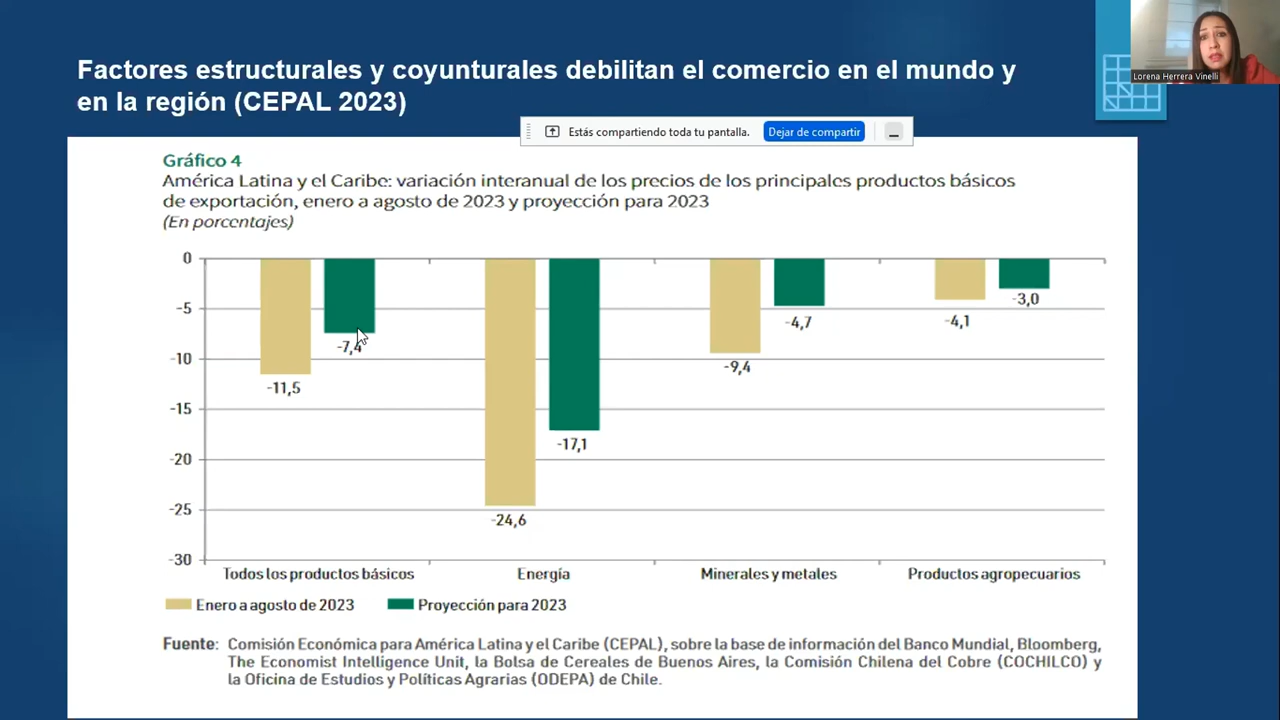 Factores estructurales y coyunturales debilitan el comercio en el mundo y
en la región (CEPAL 2023)
Lorena Herrera Vinelli
Estás compartiendo toda tu pantalla.
Dejar de compartir
Gráfico 4
América Latina y el Caribe: variación interanual de los precios de los principales productos básicos
de exportación, enero a agosto de 2023 y proyección para 2023
(En porcentajes)
0
-5
-10
-15
-20
-25
-30
-11,5
-7,4
-24,6
-17,1
-9,4
-4,7
-4,1
-3,0
Todos los productos básicos
Energía
Minerales y metales
Productos agropecuarios
Enero a agosto de 2023
Proyección para 2023
Fuente: Comisión Económica para América Latina y el Caribe (CEPAL), sobre la base de información del Banco Mundial, Bloomberg,
The Economist Intelligence Unit, la Bolsa de Cereales de Buenos Aires, la Comisión Chilena del Cobre (COCHILCO) y
la Oficina de Estudios y Políticas Agrarias (ODEPA) de Chile.